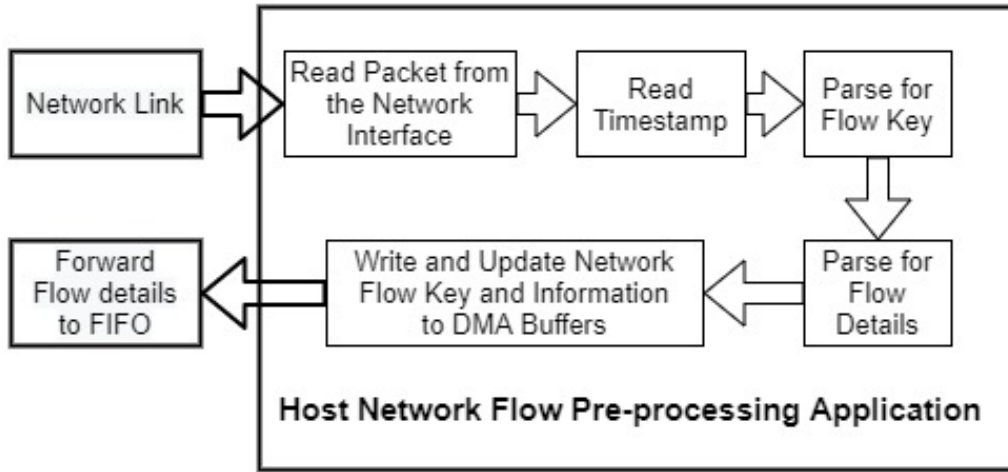 Network Link
Read Packet from
the Network
Interface
Read
Timestamp
Parse for
Flow Key
Parse for
Flow
Details
Write and Update Network
Flow Key and Information
to DMA Buffers
Forward
Flow details
to FIFO
Host Network Flow Pre-processing Application